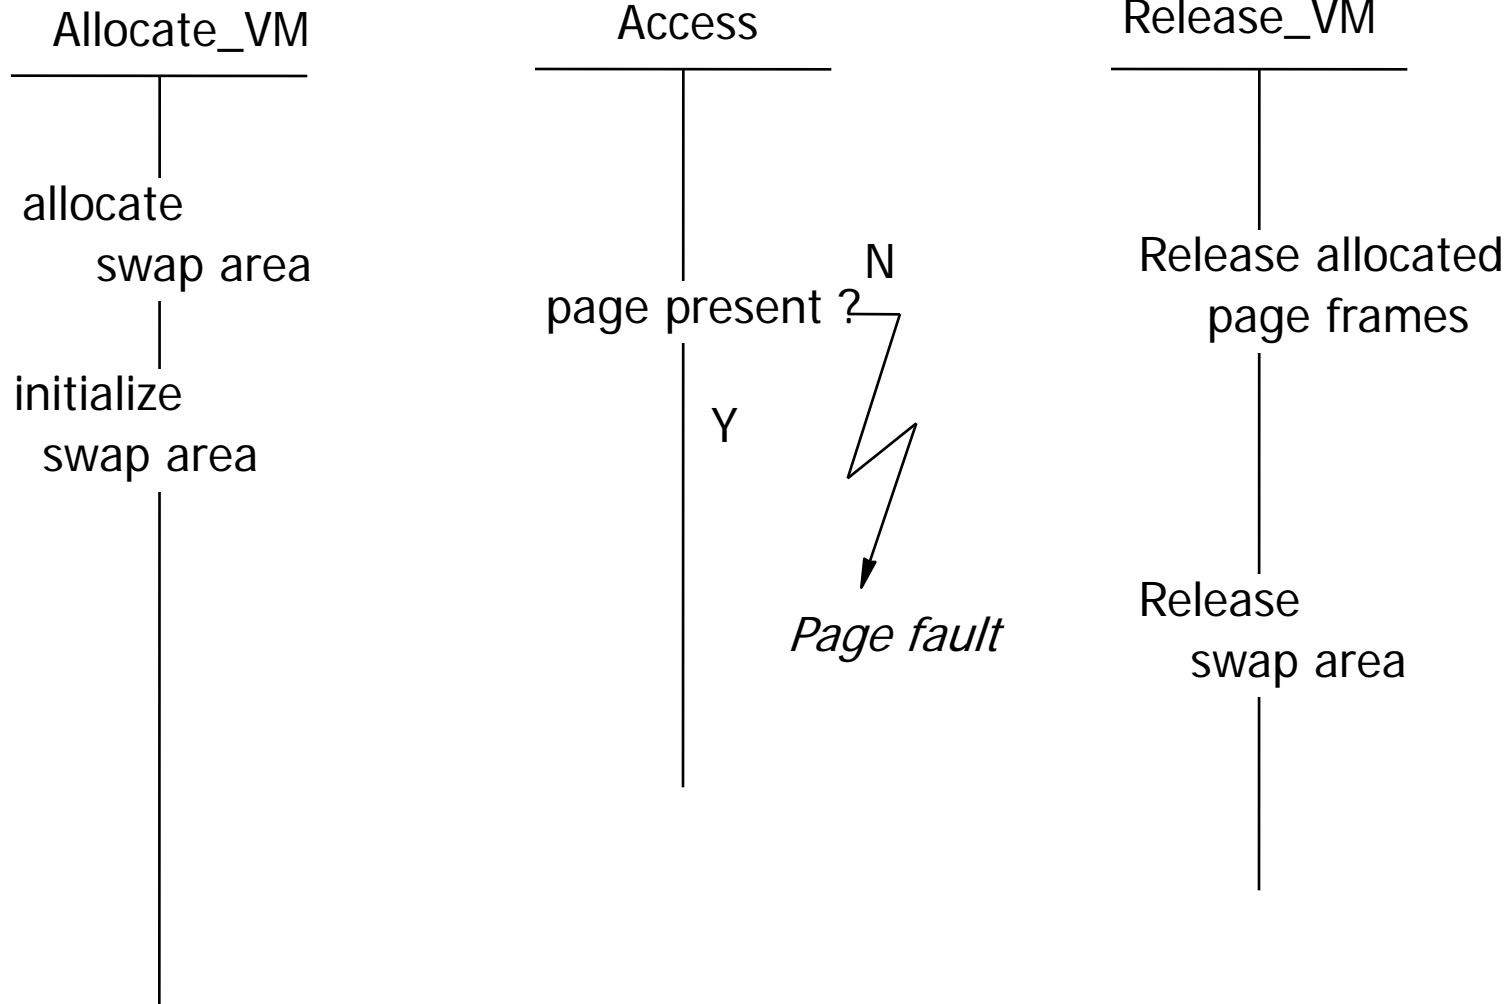 Allocate_VM
allocate
swap area
initialize
swap area
Access
page present ?
N
Y
Page fault
Release_VM
Release allocated
page frames
Release
swap area